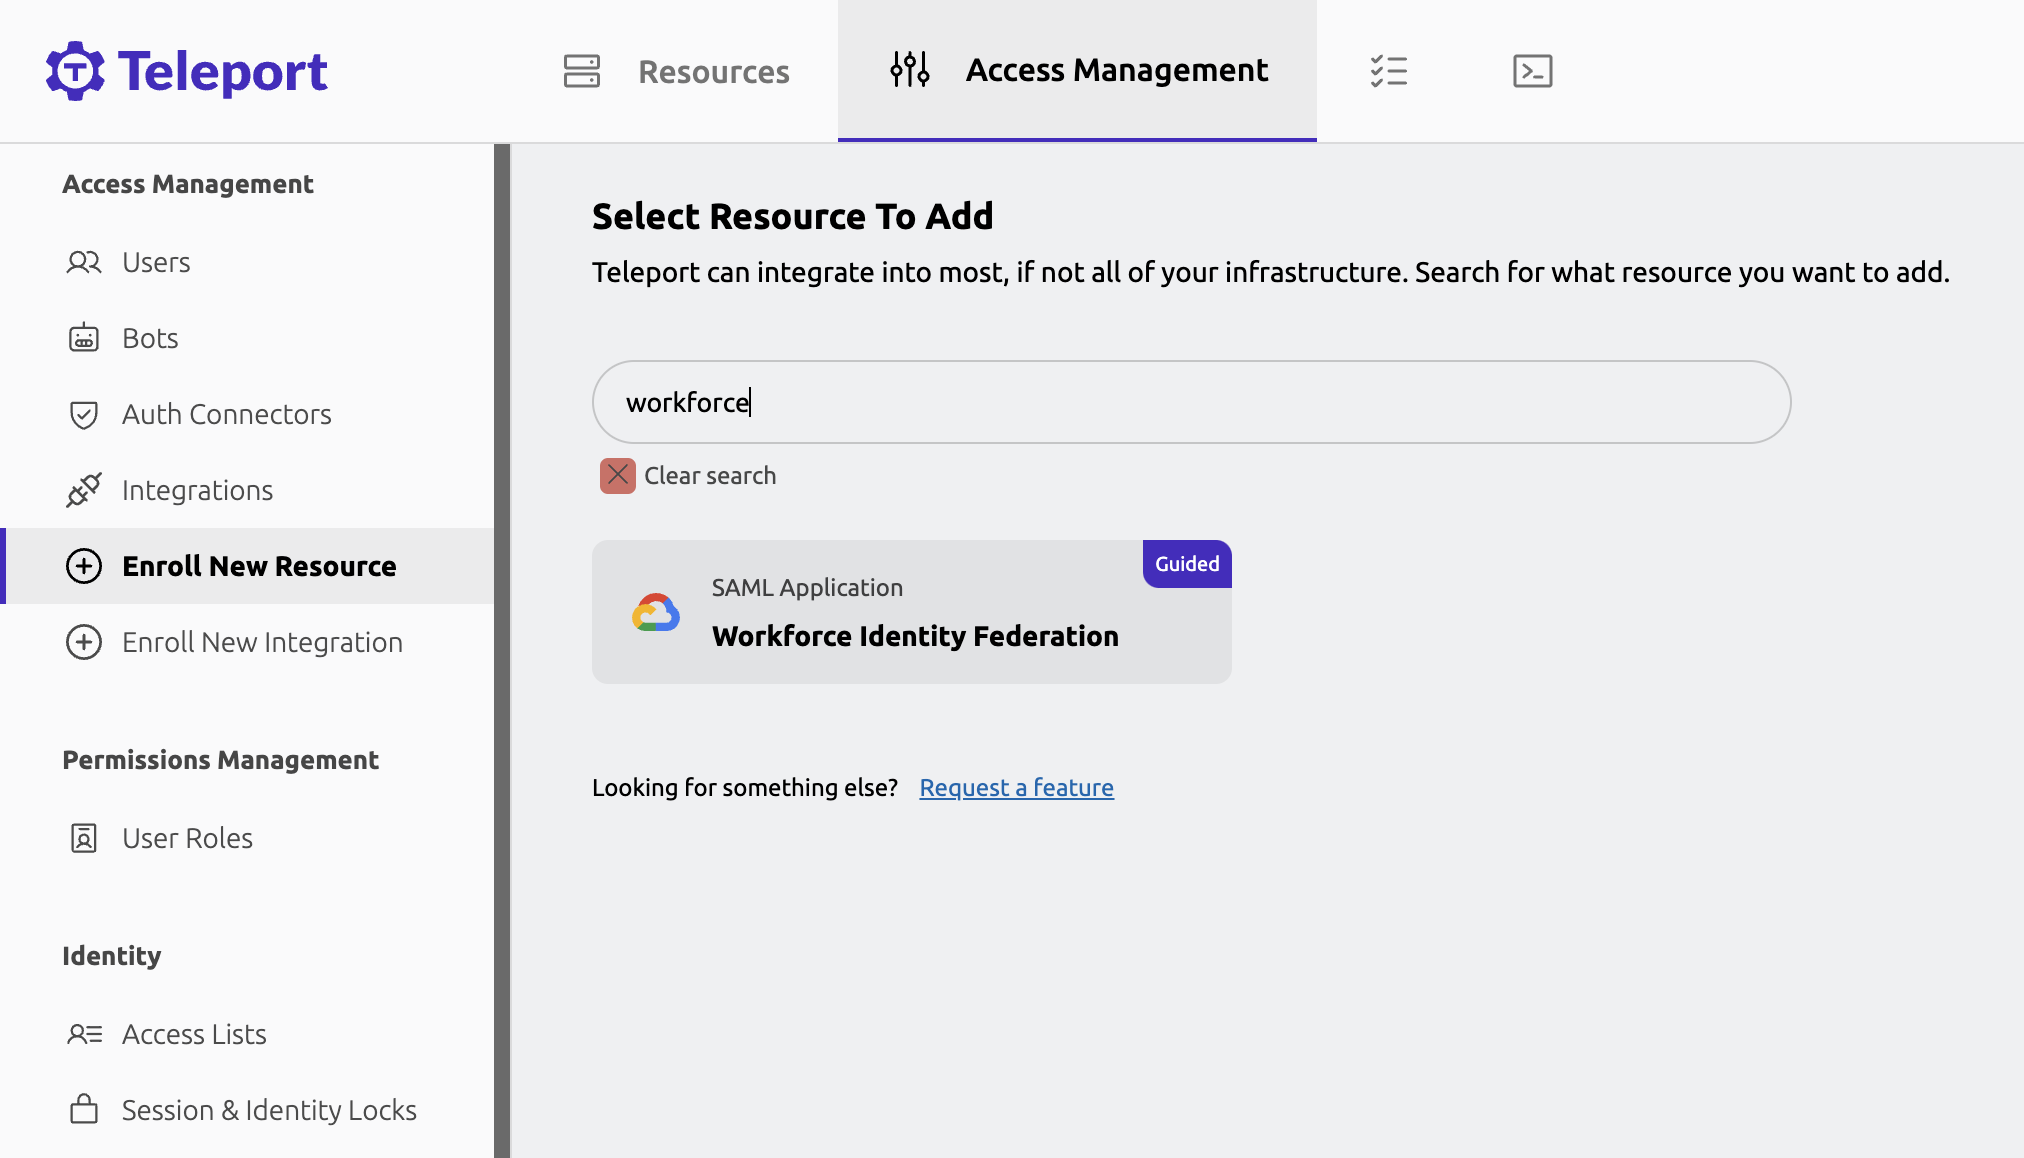 Teleport
Resources
Access Management
Access Management
Users
Bots
Auth Connectors
Integrations
Enroll New Resource
Enroll New Integration
Permissions Management
User Roles
Identity
Access Lists
Session & Identity Locks
Select Resource To Add
Teleport can integrate into most, if not all of your infrastructure. Search for what resource you want to add.
workforce
Clear search
Guided
SAML Application
Workforce Identity Federation
Looking for something else? Request a feature